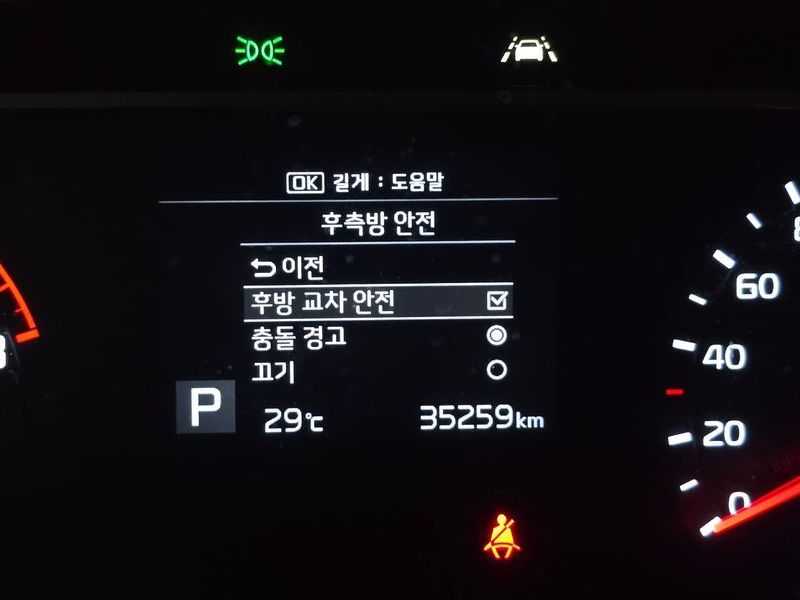 OK 길게 : 도움말
후측방 안전
이전
후방 교차 안전
충돌 경고
끄기
P 29℃ 35259km
60
40
20
0